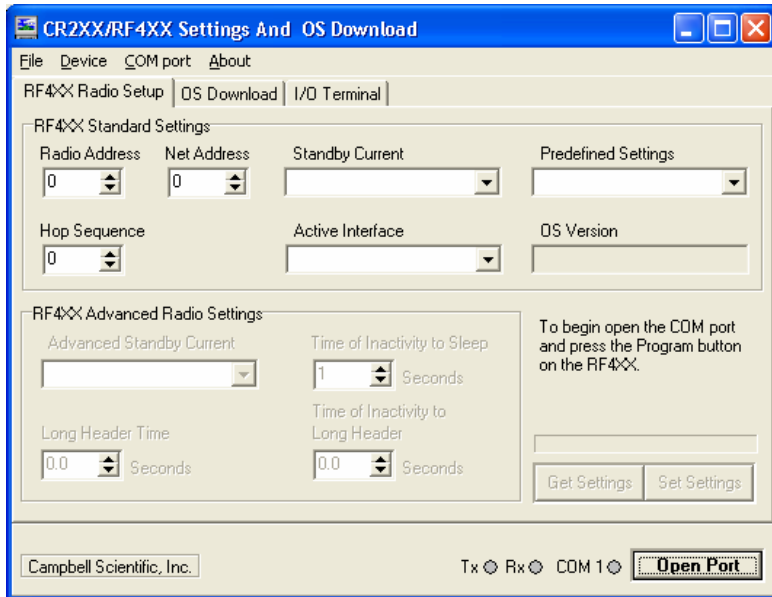 CR2XX/RF4XX Settings And OS Download
File Device COM port About
RF4XX Radio Setup OS Download I/O Terminal
RF4XX Standard Settings
Radio Address Net Address Standby Current Predefined Settings
0 0
Hop Sequence Active Interface OS Version
0
RF4XX Advanced Radio Settings
Advanced Standby Current Time of Inactivity to Sleep
1 Seconds
Long Header Time Time of Inactivity to
Long Header
0.0 Seconds 0.0 Seconds
To begin open the COM port
and press the Program button
on the RF4XX.
Get Settings Set Settings
Campbell Scientific, Inc. Tx Rx COM 1 Open Port